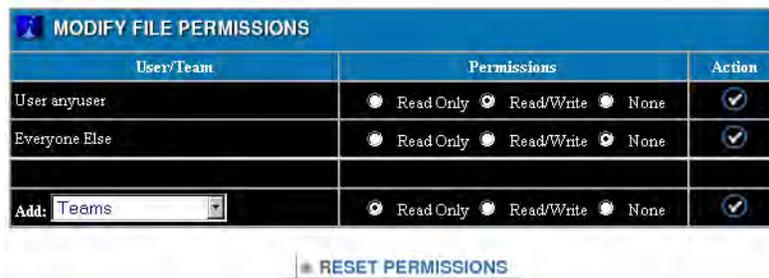 MODIFY FILE PERMISSIONS
User/Team Permissions Action
User anyuser Read Only Read/Write None
Everyone Else Read Only Read/Write None
Add: Teams Read Only Read/Write None
RESET PERMISSIONS